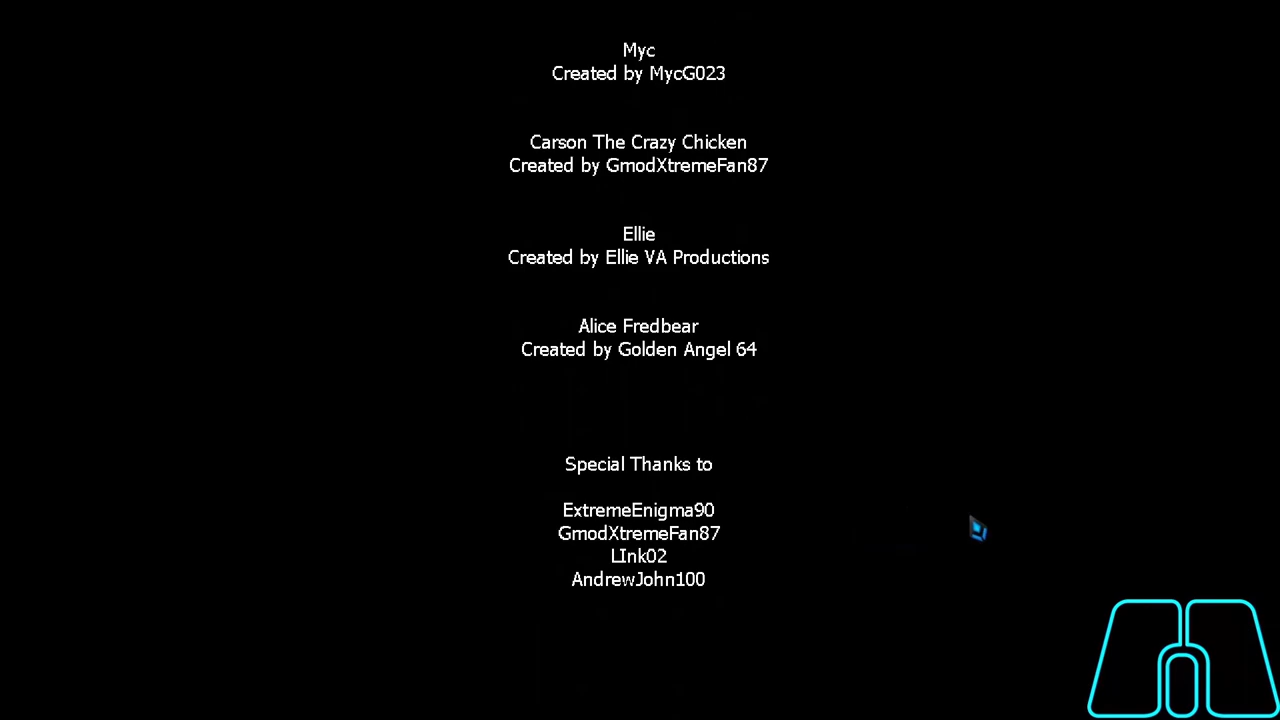 Myc
Created by MycG023
Carson The Crazy Chicken
Created by GmodXtremeFan87
Ellie
Created by Ellie VA Productions
Alice Fredbear
Created by Golden Angel 64
Special Thanks to
ExtremeEnigma90
GmodXtremeFan87
LInk02
AndrewJohn100